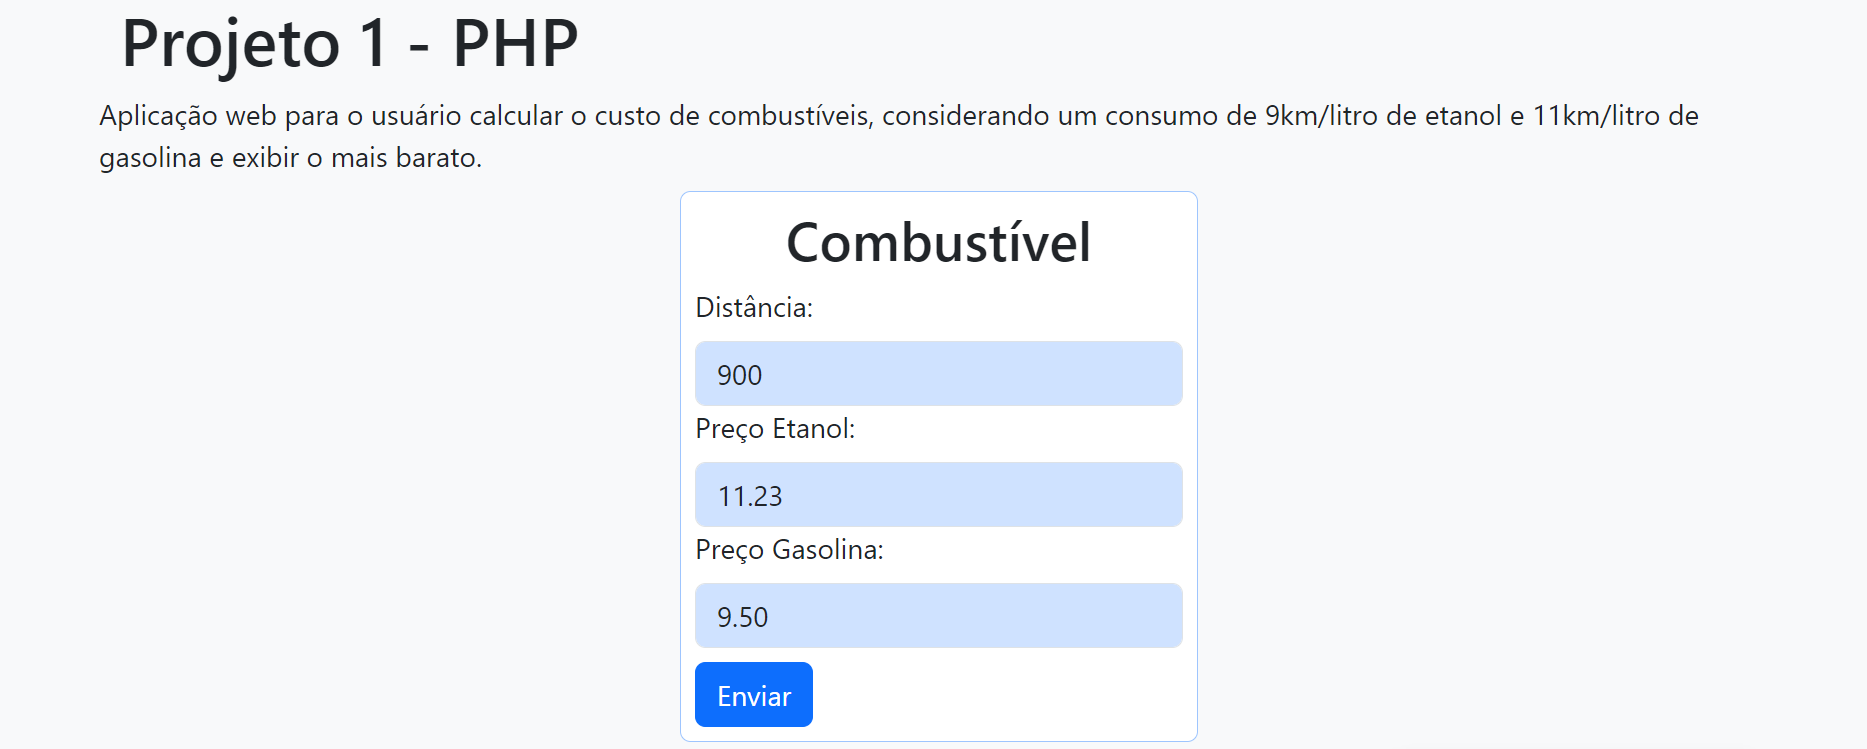 Projeto 1 - PHP
Aplicação web para o usuário calcular o custo de combustíveis, considerando um consumo de 9km/litro de etanol e 11km/litro de
gasolina e exibir o mais barato.
Combustível
Distância:
900
Preço Etanol:
11.23
Preço Gasolina:
9.50
Enviar